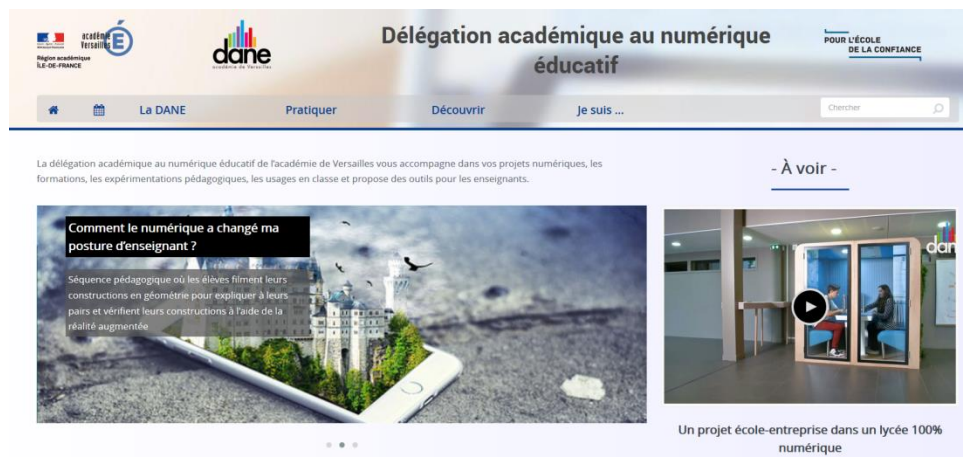 académie
Versailles
Région académique
ÎLE-DE-FRANCE
dane
académie de Versailles
Délégation académique au numérique
éducatif
POUR L'ÉCOLE
DE LA CONFIANCE
La DANE
Pratiquer
Découvrir
Je suis ...
Chercher
La délégation académique au numérique éducatif de l'académie de Versailles vous accompagne dans vos projets numériques, les
formations, les expérimentations pédagogiques, les usages en classe et propose des outils pour les enseignants.
Comment le numérique a changé ma
posture d'enseignant ?
Séquence pédagogique où les élèves filment leurs
constructions en géométrie pour expliquer à leurs
pairs et vérifient leurs constructions à l'aide de la
réalité augmentée
- À voir -
dan
Un projet école-entreprise dans un lycée 100%
numérique